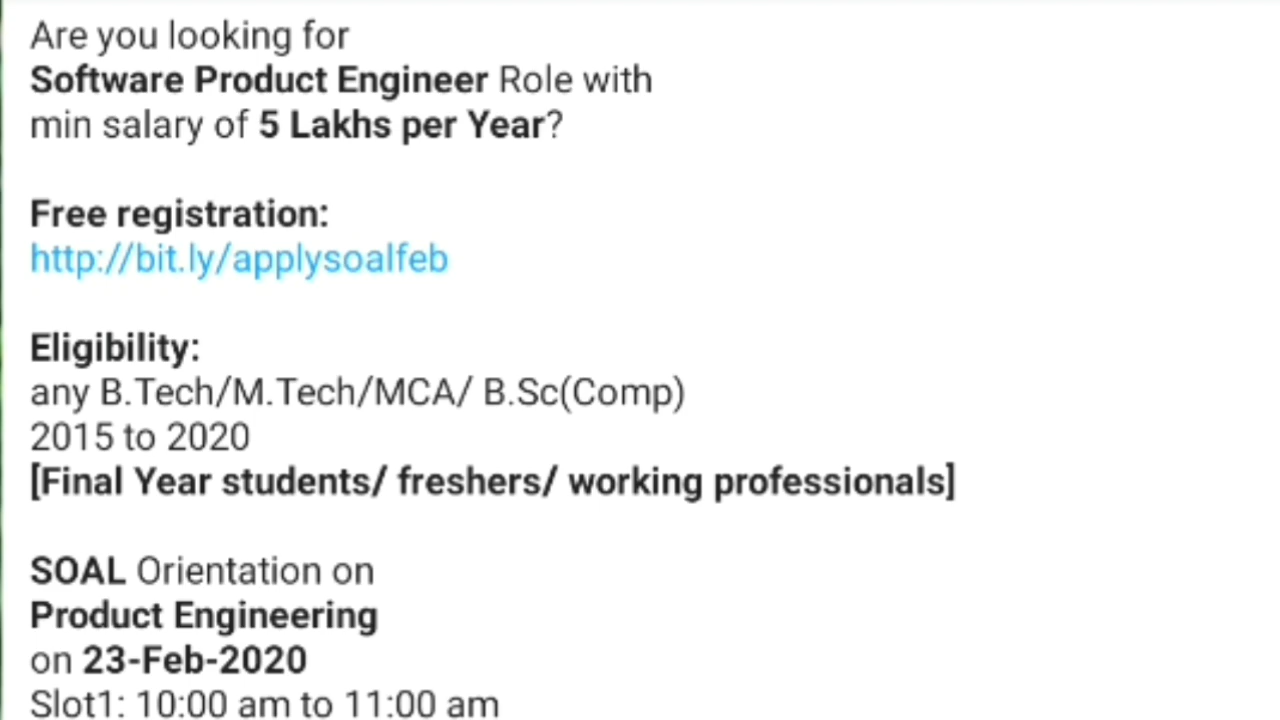 Are you looking for
Software Product Engineer Role with
min salary of 5 Lakhs per Year?
Free registration:
http://bit.ly/applysoalfeb
Eligibility:
any B.Tech/M.Tech/MCA/ B.Sc(Comp)
2015 to 2020
[Final Year students/ freshers/ working professionals]
SOAL Orientation on
Product Engineering
on 23-Feb-2020
Slot1: 10:00 am to 11:00 am